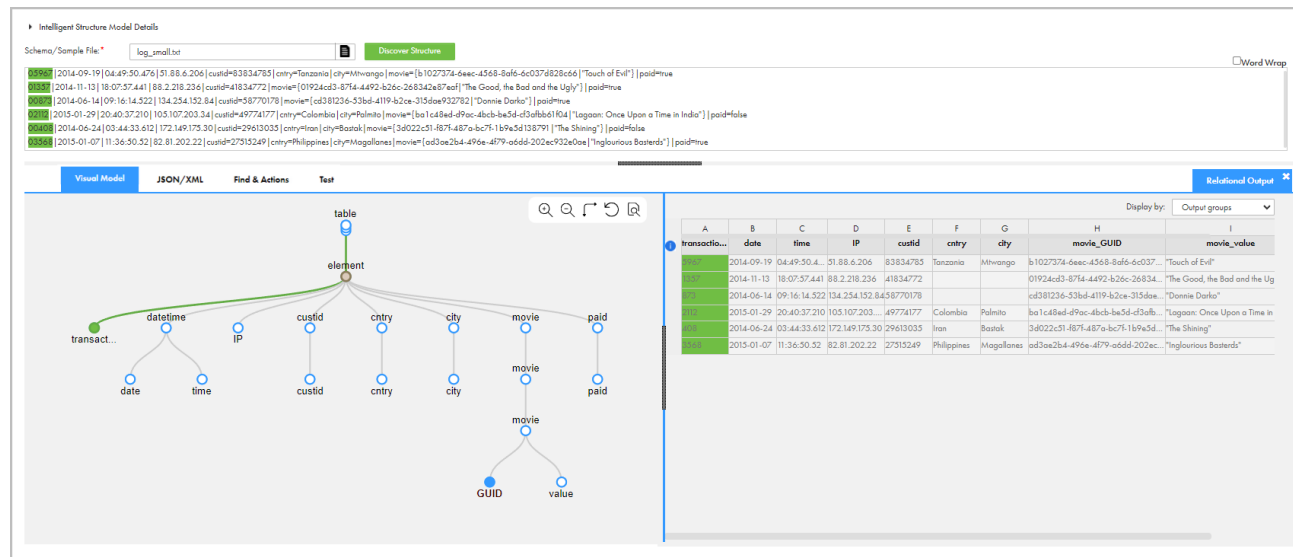 Intelligent Structure Model Details
Schema/Sample File:* log_small.txt Discover Structure
Word Wrap
05967|2014-09-19|04:49:50.476|51.88.6.206|custid=83834785|cntry=Tanzania|city=Mtwango|movie={b1027374-6eec-4568-8af6-6c037d828c66|"Touch of Evil"}|paid=true
01357|2014-11-13|18:07:57.441|88.2.218.236|custid=41834772|movie={01924cd3-87f4-4492-b26c-268342e87eef|"The Good, the Bad and the Ugly"}|paid=true
00873|2014-06-14|09:16:14.522|134.254.152.84|custid=58770178|movie={cd381236-53bd-4119-b2ce-315dae932782|"Donnie Darko"}|paid=true
02112|2015-01-29|20:40:37.210|105.107.203.34|custid=49774177|cntry=Colombia|city=Palmito|movie={ba1c48ed-d9ac-4bcb-be5d-cf3afbb61f04|"Lagaan: Once Upon a Time in India"}|paid=false
00408|2014-06-24|03:44:33.612|172.149.175.30|custid=29613035|cntry=Iran|city=Bastak|movie={3d022c51-f87f-487a-bc7f-1b9e5d138791|"The Shining"}|paid=false
03568|2015-01-07|11:36:50.52|82.81.202.22|custid=27515249|cntry=Philippines|city=Magallanes|movie={ad3ae2b4-496e-4f79-a6dd-202ec932e0ae|"Inglourious Basterds"}|paid=true
Visual Model JSON/XML Find & Actions Test Relational Output
Display by: Output groups
table
element
transact... datetime IP custid cntry city movie paid
date time custid cntry city movie paid
movie
GUID value
A B C D E F G H I
transactio... date time IP custid cntry city movie_GUID movie_value
5967 2014-09-19 04:49:50.4... 51.88.6.206 83834785 Tanzania Mtwango b1027374-6eec-4568-8af6-6c037... "Touch of Evil"
1357 2014-11-13 18:07:57.441 88.2.218.236 41834772 01924cd3-87f4-4492-b26c-26834... "The Good, the Bad and the Ug
873 2014-06-14 09:16:14.522 134.254.152.84 58770178 cd381236-53bd-4119-b2ce-315dae... "Donnie Darko"
2112 2015-01-29 20:40:37.210 105.107.203.... 49774177 Colombia Palmito ba1c48ed-d9ac-4bcb-be5d-cf3afb... "Lagaan: Once Upon a Time in
408 2014-06-24 03:44:33.612 172.149.175.30 29613035 Iran Bastak 3d022c51-f87f-487a-bc7f-1b9e5d... "The Shining"
3568 2015-01-07 11:36:50.52 82.81.202.22 27515249 Philippines Magallanes ad3ae2b4-496e-4f79-a6dd-202ec... "Inglourious Basterds"